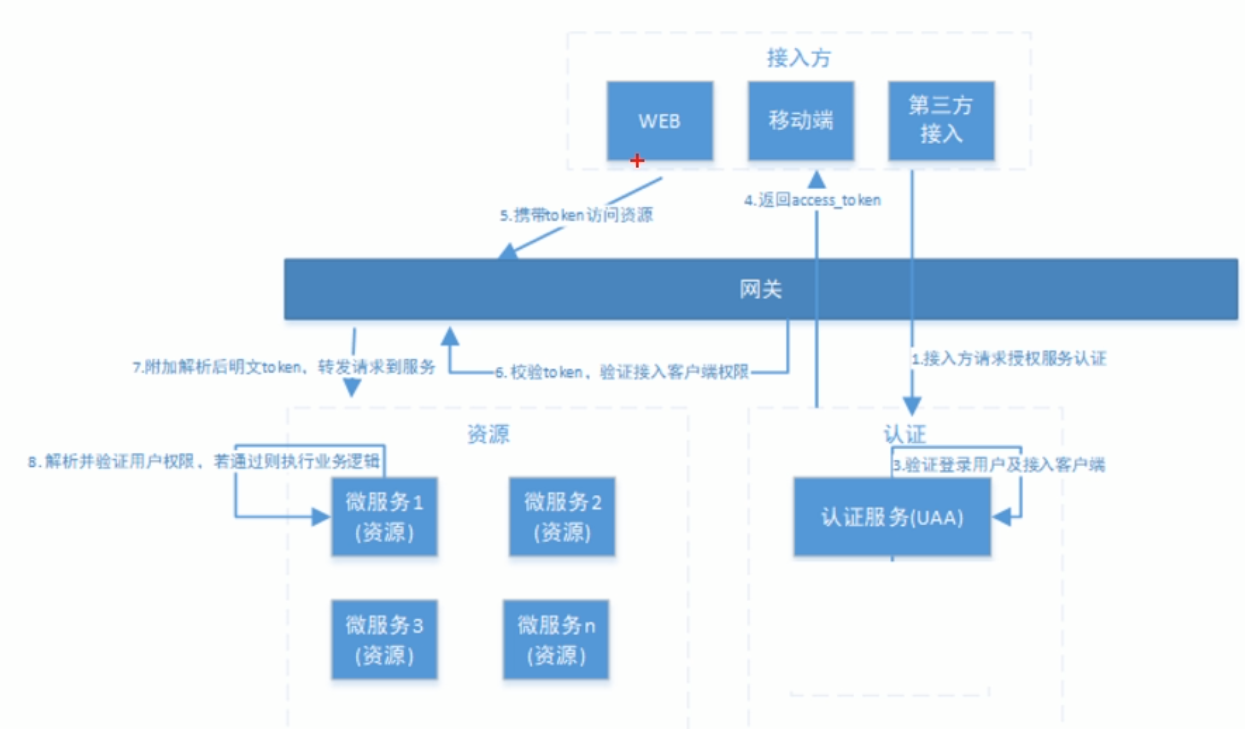 接入方
WEB
移动端
第三方
接入
4.返回access_token
5.携带token访问资源
网关
1.接入方请求授权服务认证
7.附加解析后明文token，转发请求到服务
6.校验token，验证接入客户端权限
资源
认证
8.解析并验证用户权限，若通过则执行业务逻辑
3.验证登录用户及接入客户端
微服务1
(资源)
微服务2
(资源)
认证服务(UAA)
微服务3
(资源)
微服务n
(资源)